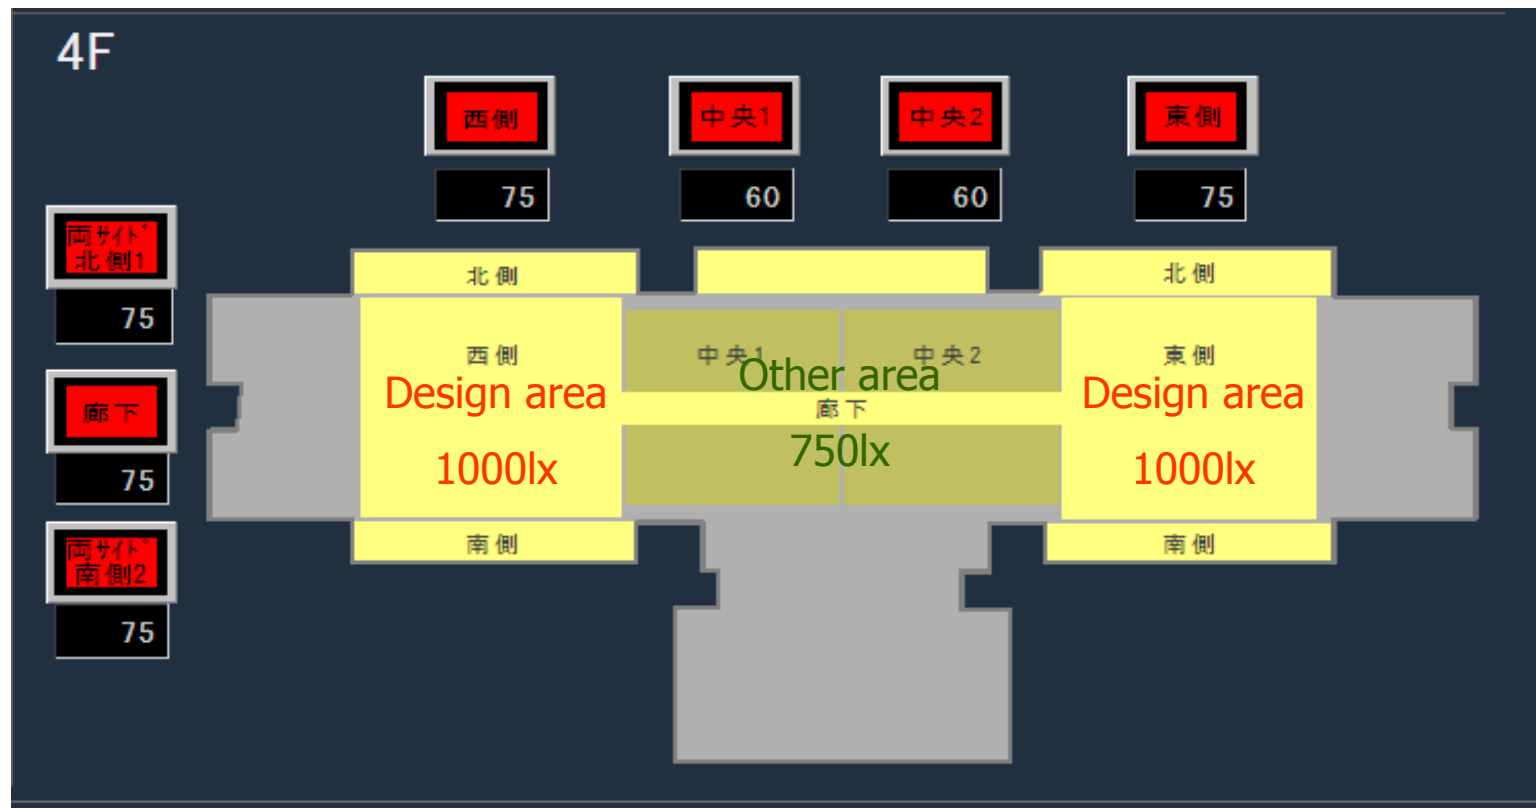 4F
西側
中央1
中央2
東側
75
60
60
75
両サイド
北側1
75
廊下
75
両サイド
南側2
75
北側
北側
西側
中央1
中央2
東側
Design area
1000lx
Other area
廊下
750lx
Design area
1000lx
南側
南側